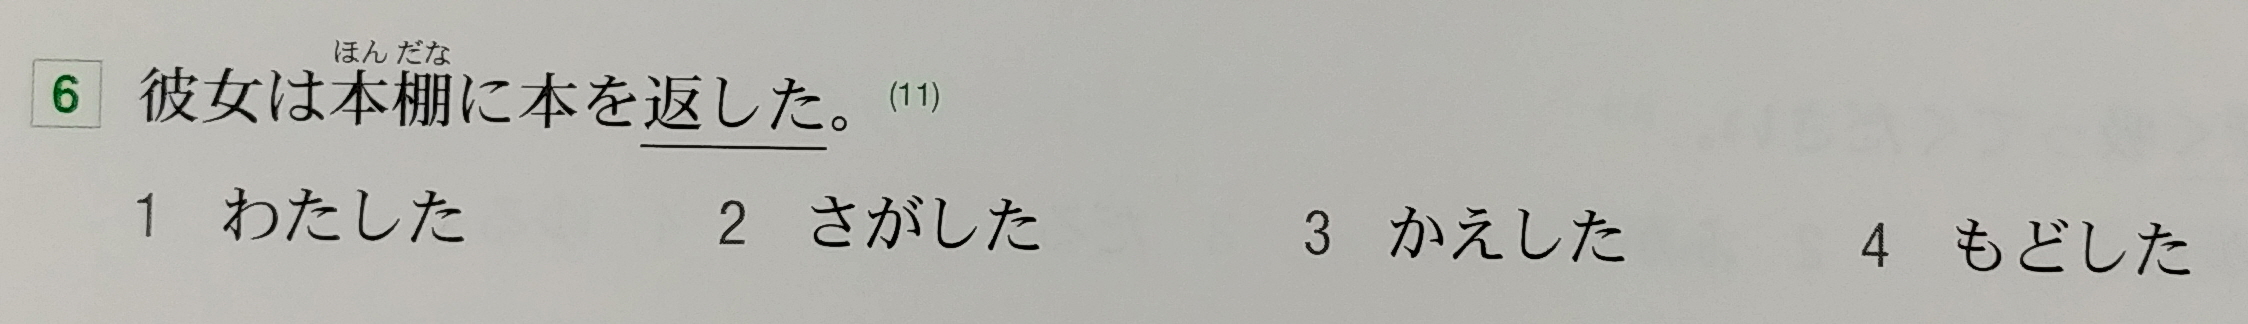 ほんだな
6 彼女は本棚に本を返した。(11)
1 わたした 2 さがした 3 かえした 4 もどした